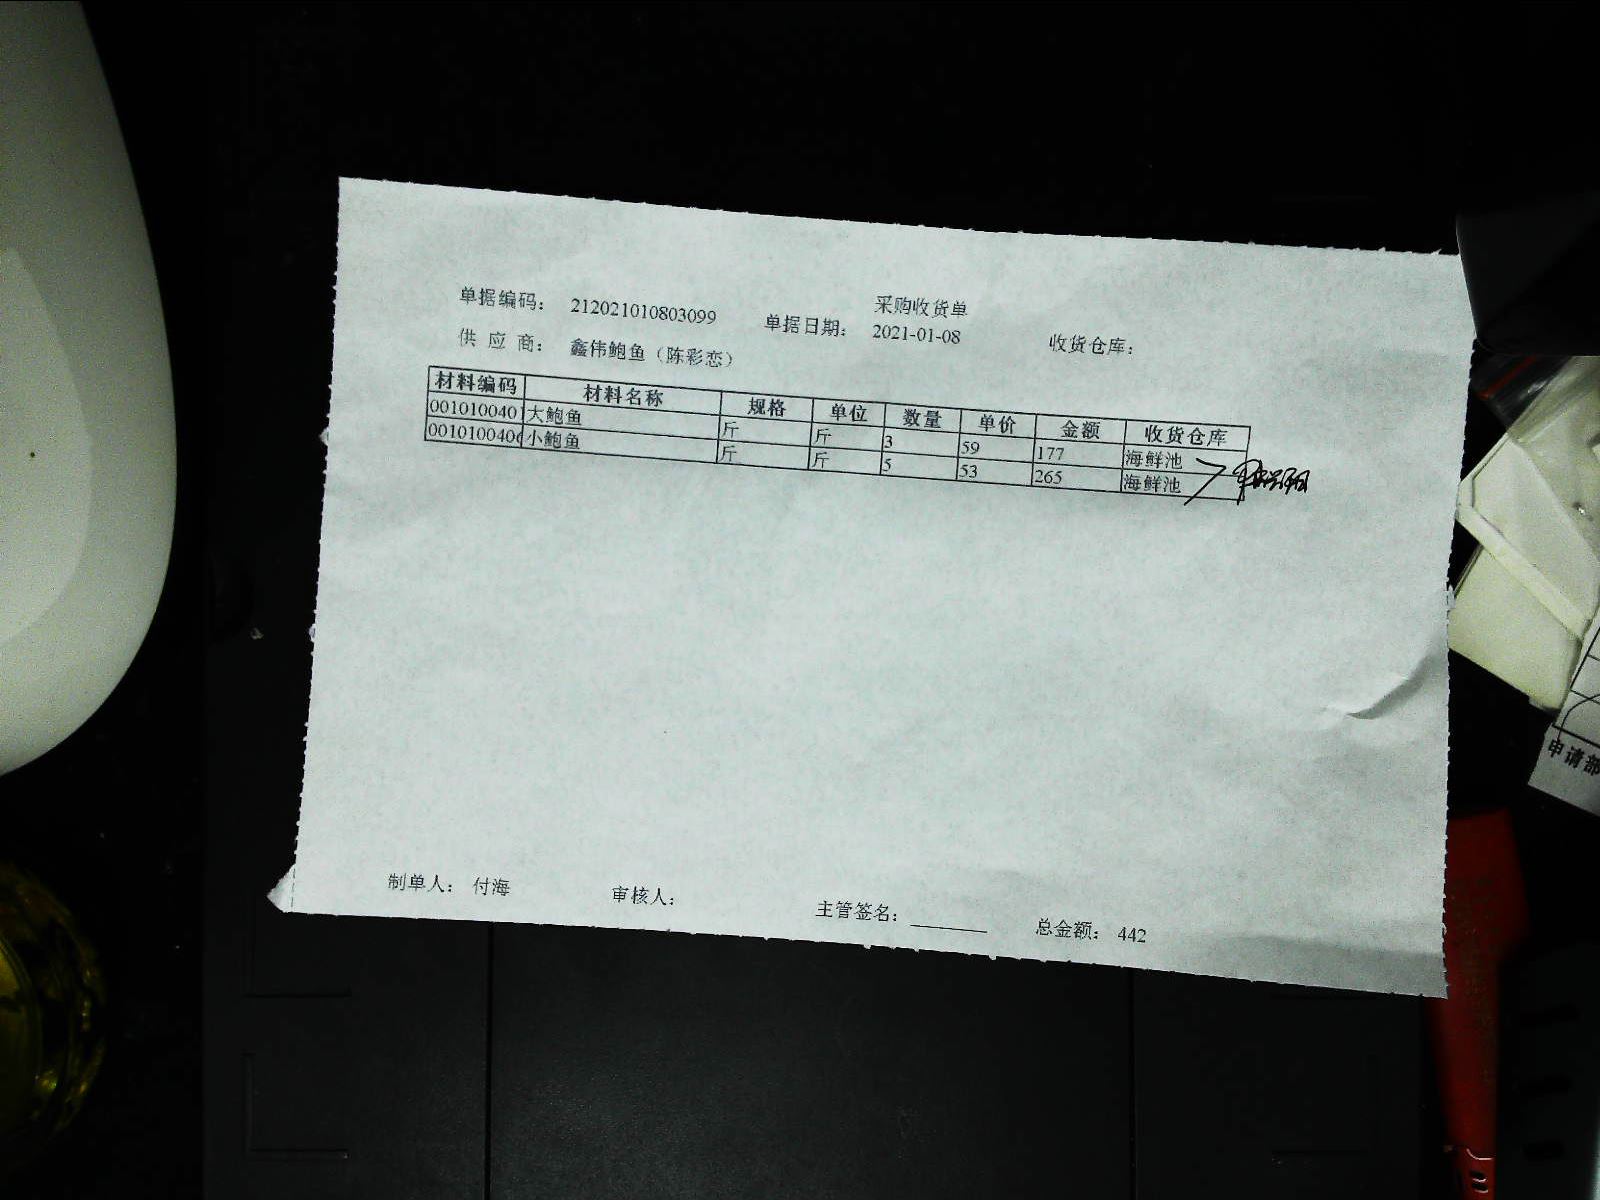 采购收货单
单据编码： 212021010803099 单据日期： 2021-01-08 收货仓库：
供 应 商： 鑫伟鲍鱼（陈彩恋）
材料编码 材料名称 规格 单位 数量 单价 金额 收货仓库
0010100401 大鲍鱼 斤 斤 3 59 177 海鲜池
001010040 小鲍鱼 斤 斤 5 53 265 海鲜池
制单人： 付海 审核人： 主管签名： 总金额： 442
申请部